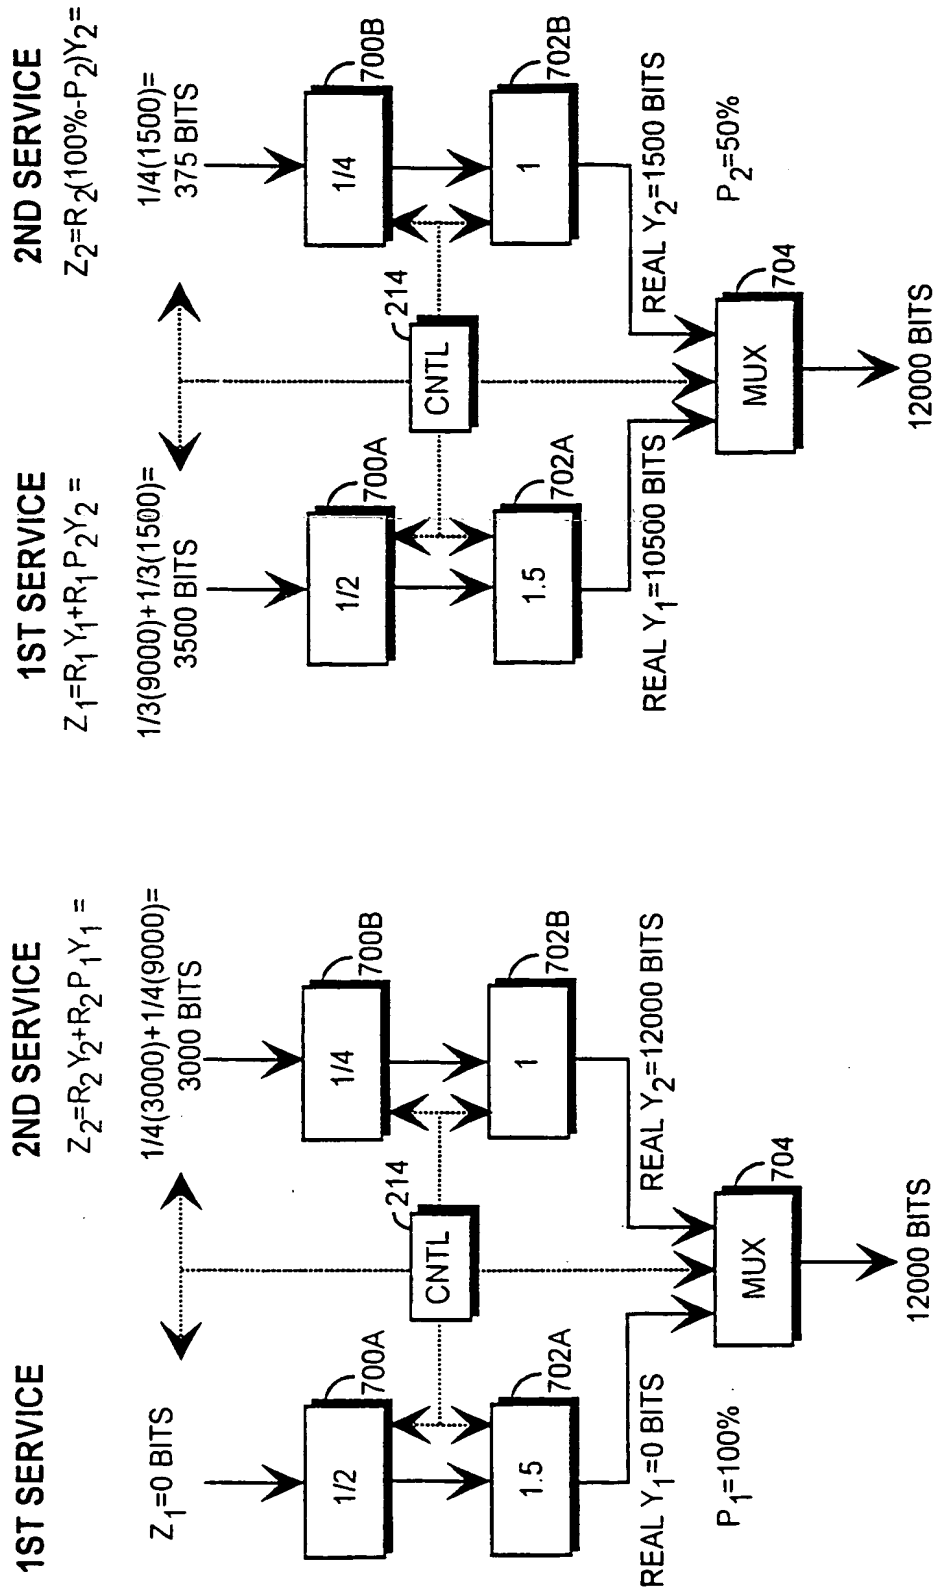 1ST SERVICE
Z1=0 BITS
1/2
700A
1.5
702A
REAL Y1=0 BITS
P1=100%
CNTL
214
2ND SERVICE
Z2=R2Y2+R2P1Y1 =
1/4(3000)+1/4(9000)=
3000 BITS
1/4
700B
1
702B
REAL Y2=12000 BITS
MUX
704
12000 BITS
1ST SERVICE
Z1=R1Y1+R1P2Y2 =
1/3(9000)+1/3(1500)=
3500 BITS
1/2
700A
1.5
702A
REAL Y1=10500 BITS
CNTL
214
2ND SERVICE
Z2=R2(100%-P2)Y2=
1/4(1500)=
375 BITS
1/4
700B
1
702B
REAL Y2=1500 BITS
P2=50%
MUX
704
12000 BITS